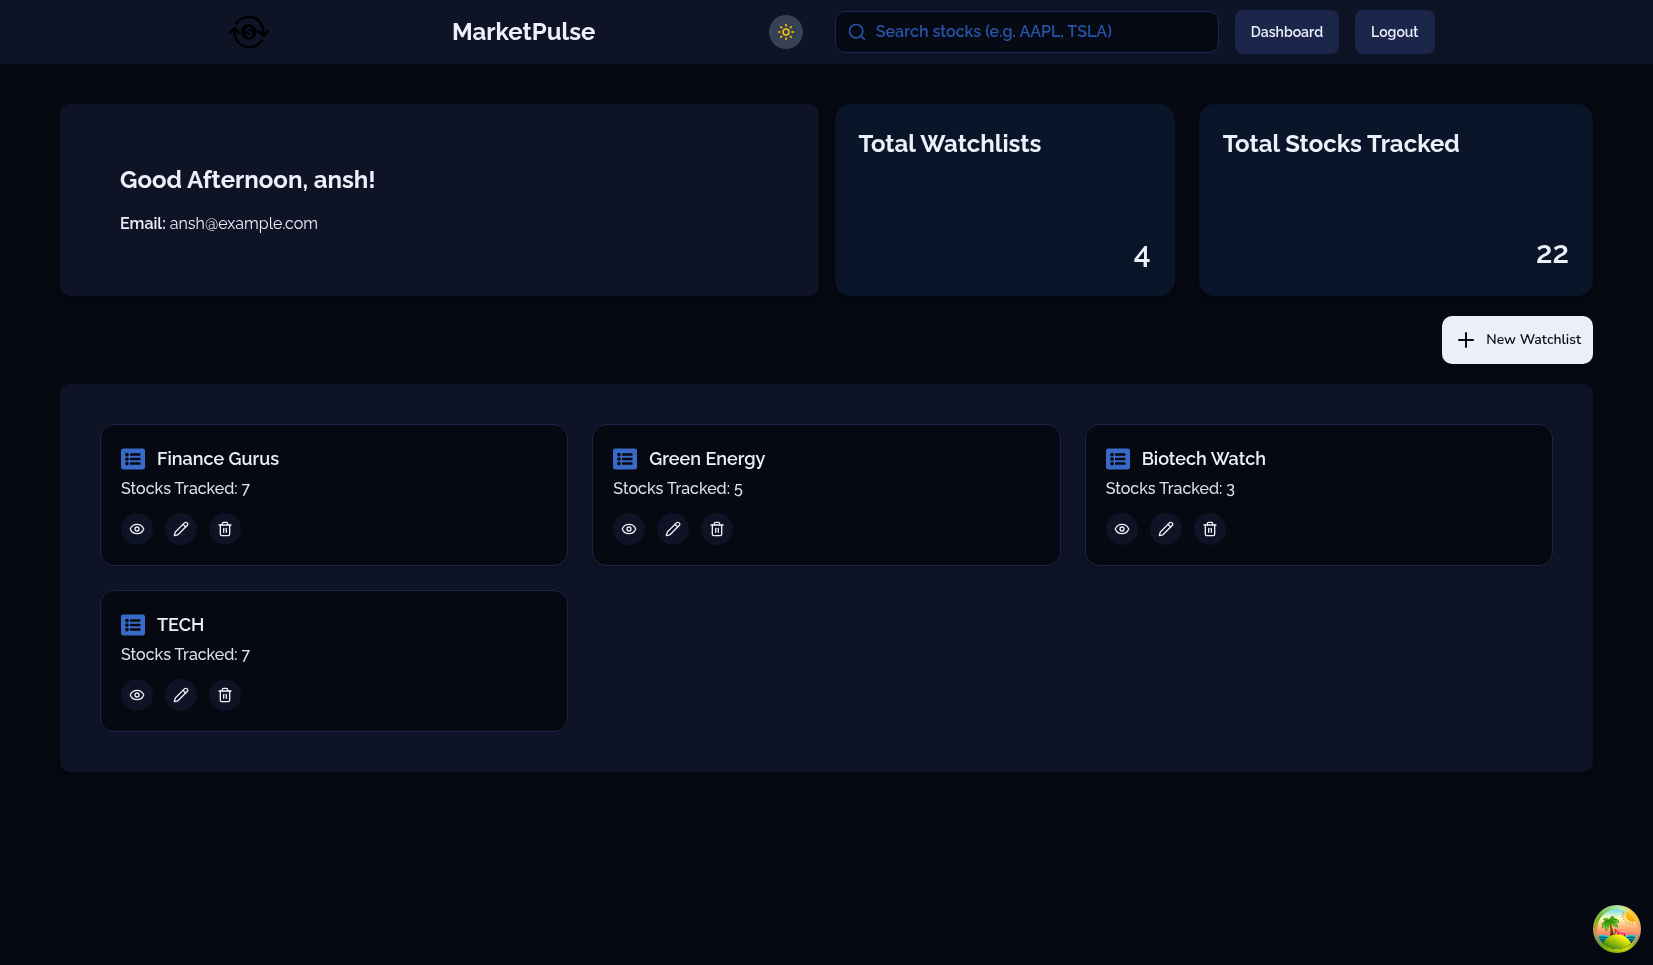 MarketPulse
Search stocks (e.g. AAPL, TSLA)
Dashboard
Logout
Good Afternoon, ansh!
Email: ansh@example.com
Total Watchlists
4
Total Stocks Tracked
22
New Watchlist
Finance Gurus
Stocks Tracked: 7
Green Energy
Stocks Tracked: 5
Biotech Watch
Stocks Tracked: 3
TECH
Stocks Tracked: 7